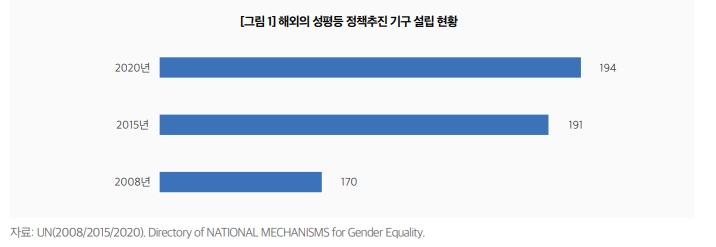 [그림 1] 해외의 성평등 정책추진 기구 설립 현황
2020년 194
2015년 191
2008년 170
자료: UN(2008/2015/2020). Directory of NATIONAL MECHANISMS for Gender Equality.